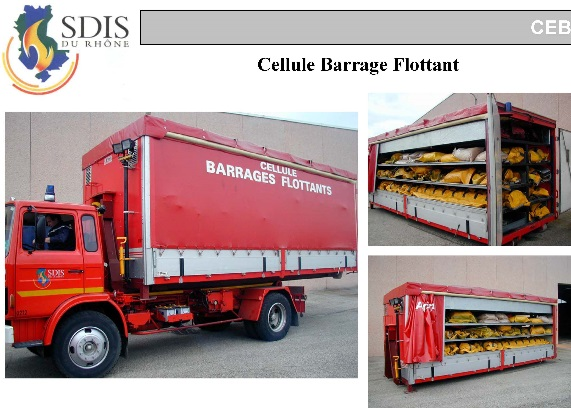 SDIS
DU RHÔNE
CEB
Cellule Barrage Flottant
CELLULE
BARRAGES FLOTTANTS
SDIS